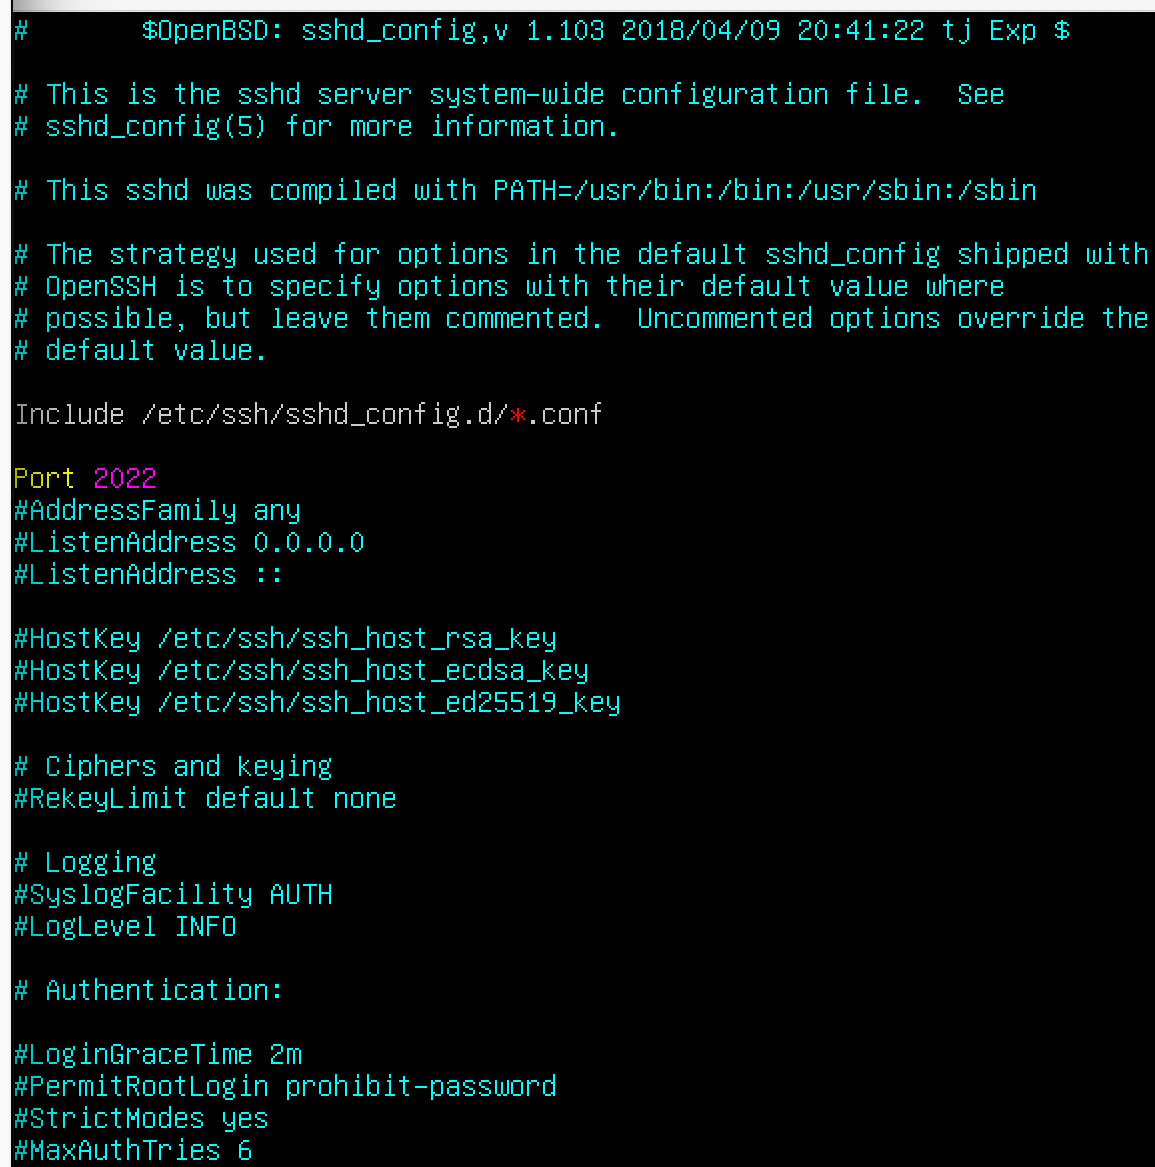 #       $OpenBSD: sshd_config,v 1.103 2018/04/09 20:41:22 tj Exp $
# This is the sshd server system-wide configuration file.  See
# sshd_config(5) for more information.
# This sshd was compiled with PATH=/usr/bin:/bin:/usr/sbin:/sbin
# The strategy used for options in the default sshd_config shipped with
# OpenSSH is to specify options with their default value where
# possible, but leave them commented.  Uncommented options override the
# default value.
Include /etc/ssh/sshd_config.d/*.conf
Port 2022
#AddressFamily any
#ListenAddress 0.0.0.0
#ListenAddress ::
#HostKey /etc/ssh/ssh_host_rsa_key
#HostKey /etc/ssh/ssh_host_ecdsa_key
#HostKey /etc/ssh/ssh_host_ed25519_key
# Ciphers and keying
#RekeyLimit default none
# Logging
#SyslogFacility AUTH
#LogLevel INFO
# Authentication:
#LoginGraceTime 2m
#PermitRootLogin prohibit-password
#StrictModes yes
#MaxAuthTries 6